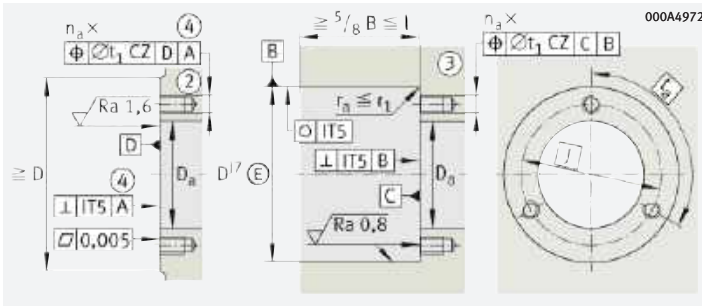 nₐ×
④
⌖ ∅t₁ CZ D A
②
Ra 1,6
D
≧ D
Dₐ
④
⊥ IT5 A
⏥ 0,005
≧ 5/8 B ≦ l
B
③
rₐ ≦ r₁
○ IT5
⊥ IT5 B
Dʲ⁷ Ⓔ
Dₐ
C
Ra 0,8
nₐ×
000A4972
⌖ ∅t₁ CZ C B
J